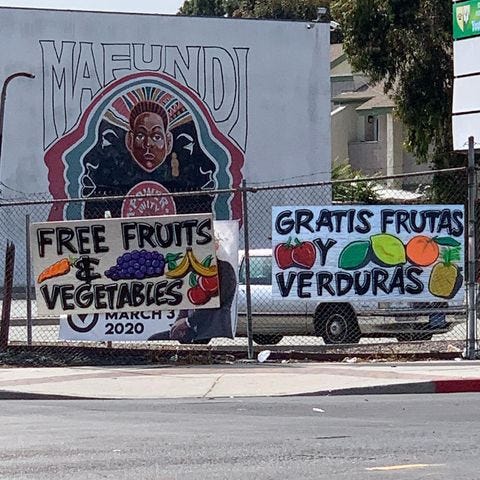 MAFUNDI
FREE FRUITS
&
VEGETABLES
MARCH 3
2020
GRATIS FRUTAS
Y
VERDURAS